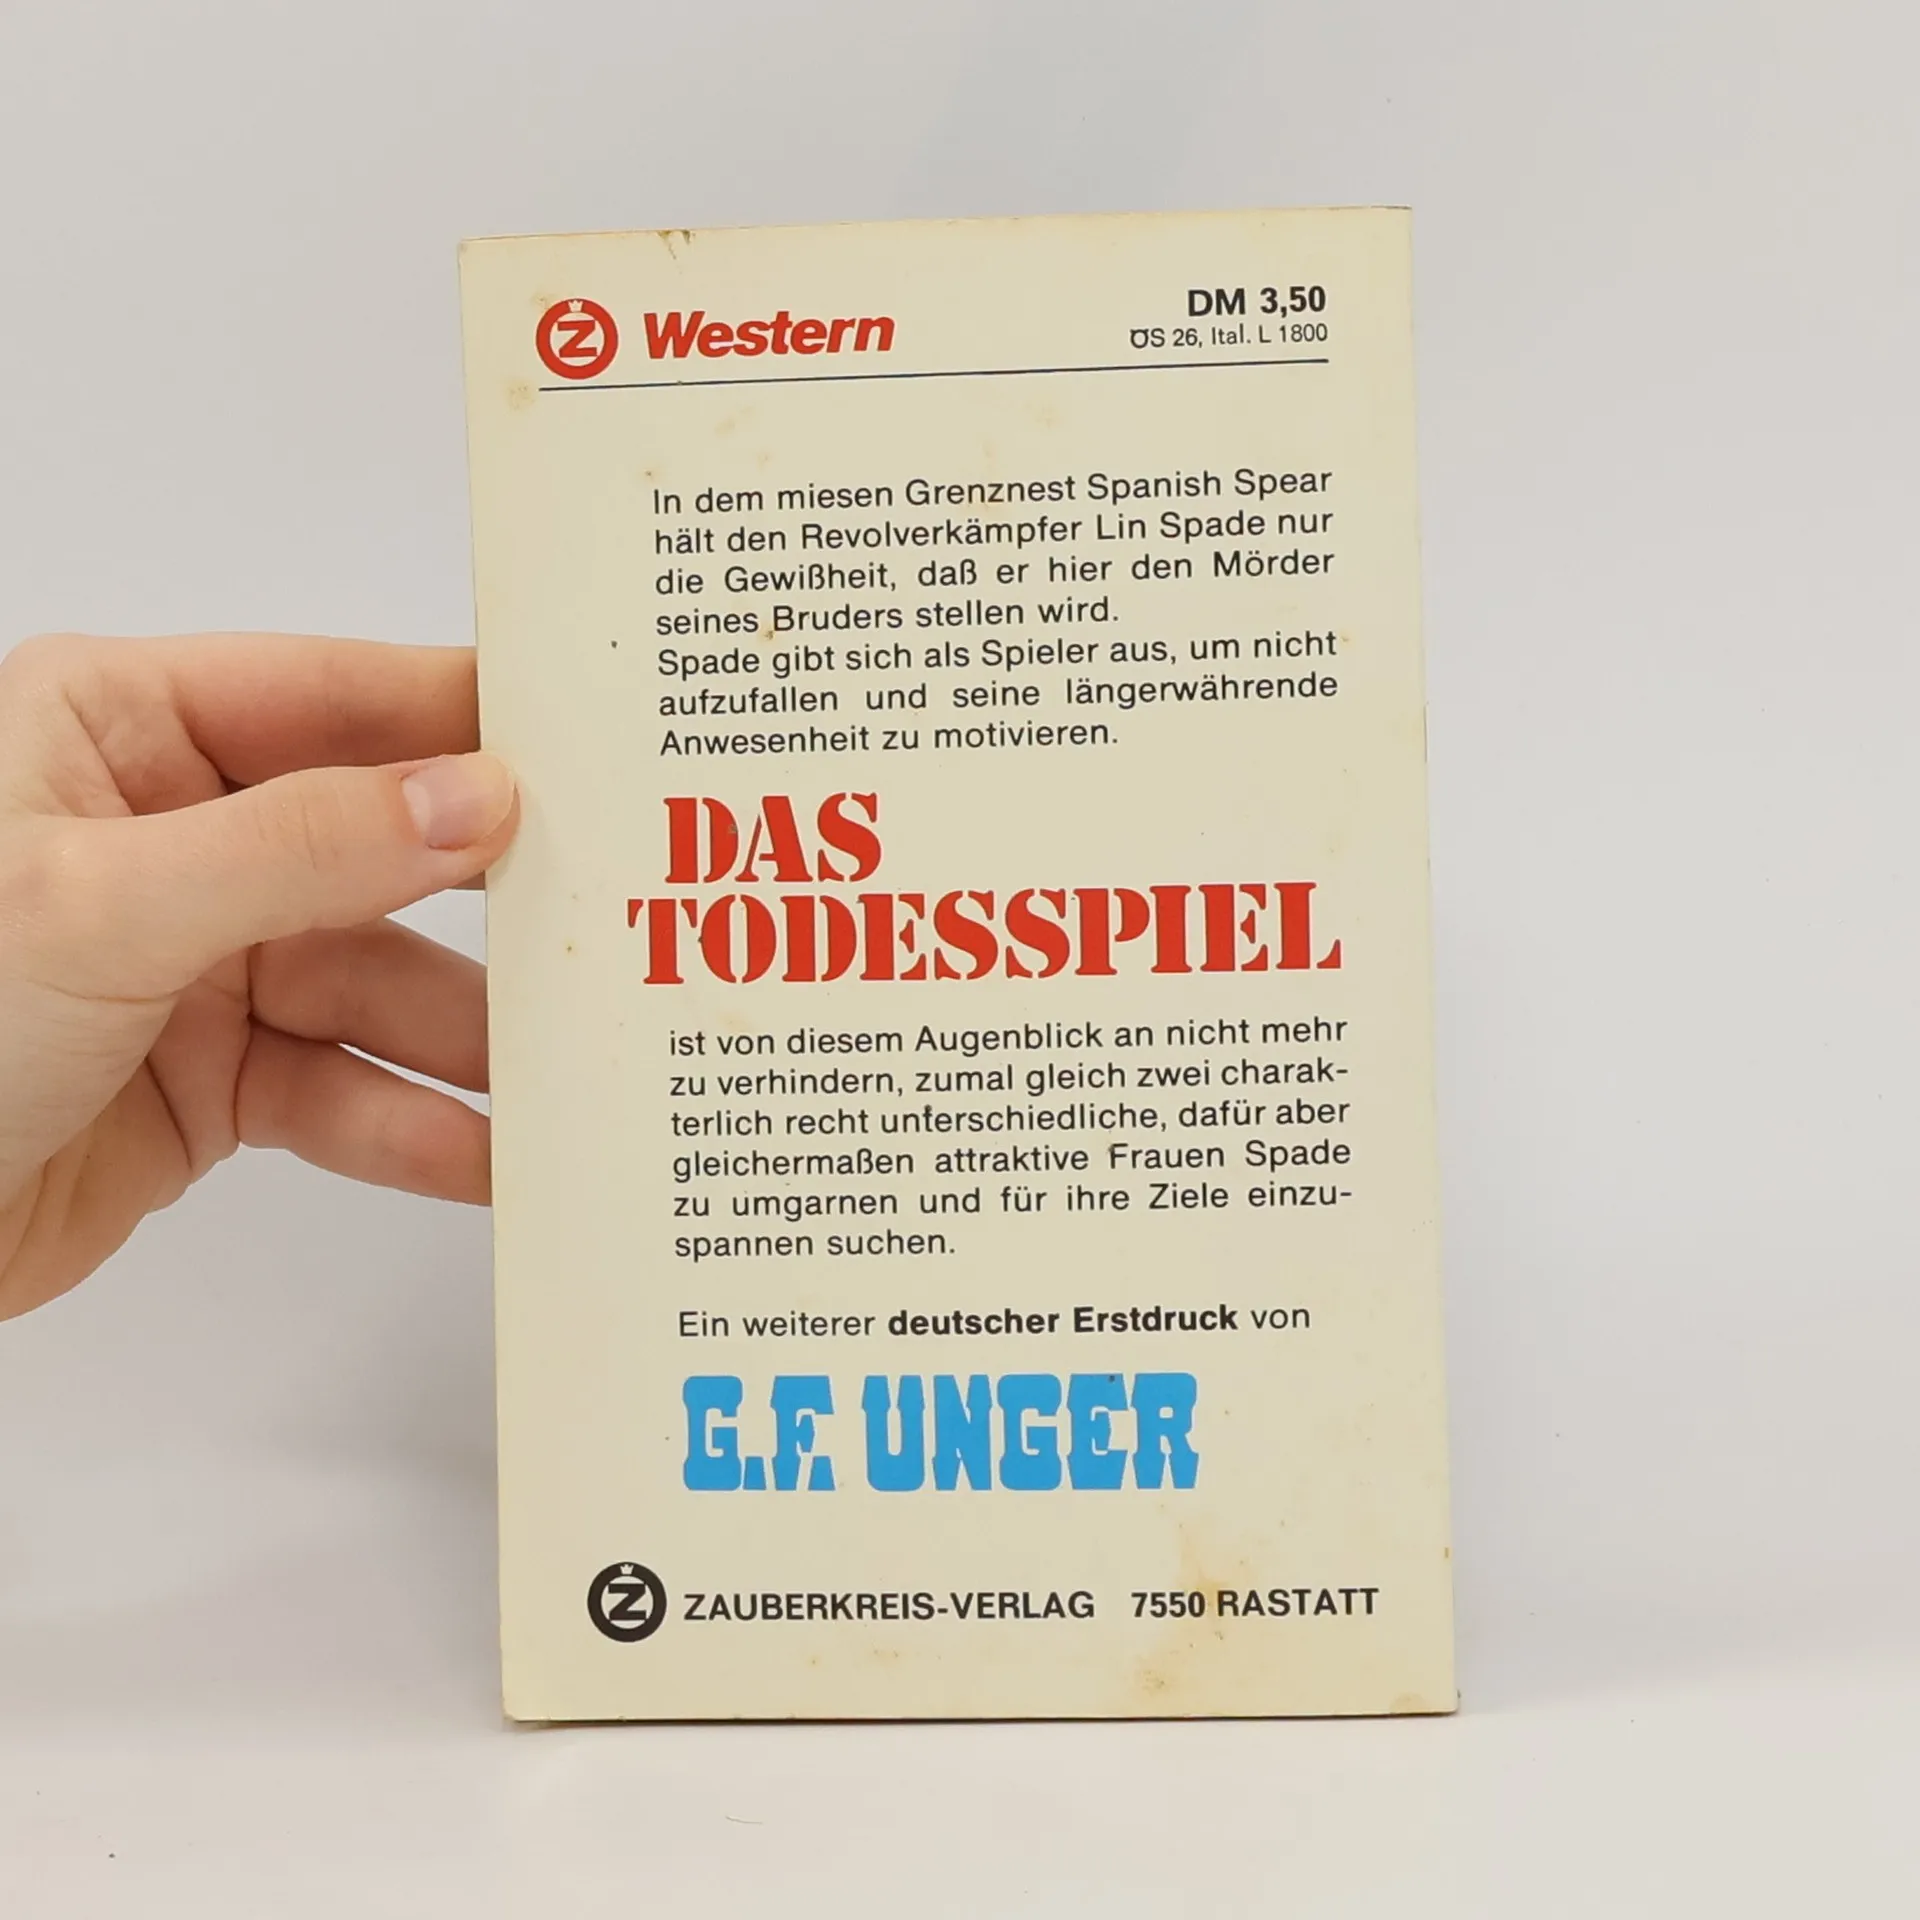 Z Western
DM 3,50
ÖS 26, Ital. L 1800
In dem miesen Grenznest Spanish Spear
hält den Revolverkämpfer Lin Spade nur
die Gewißheit, daß er hier den Mörder
seines Bruders stellen wird.
Spade gibt sich als Spieler aus, um nicht
aufzufallen und seine längerwährende
Anwesenheit zu motivieren.
DAS
TODESSPIEL
ist von diesem Augenblick an nicht mehr
zu verhindern, zumal gleich zwei charak-
terlich recht unterschiedliche, dafür aber
gleichermaßen attraktive Frauen Spade
zu umgarnen und für ihre Ziele einzu-
spannen suchen.
Ein weiterer deutscher Erstdruck von
G.F. UNGER
Z ZAUBERKREIS-VERLAG 7550 RASTATT